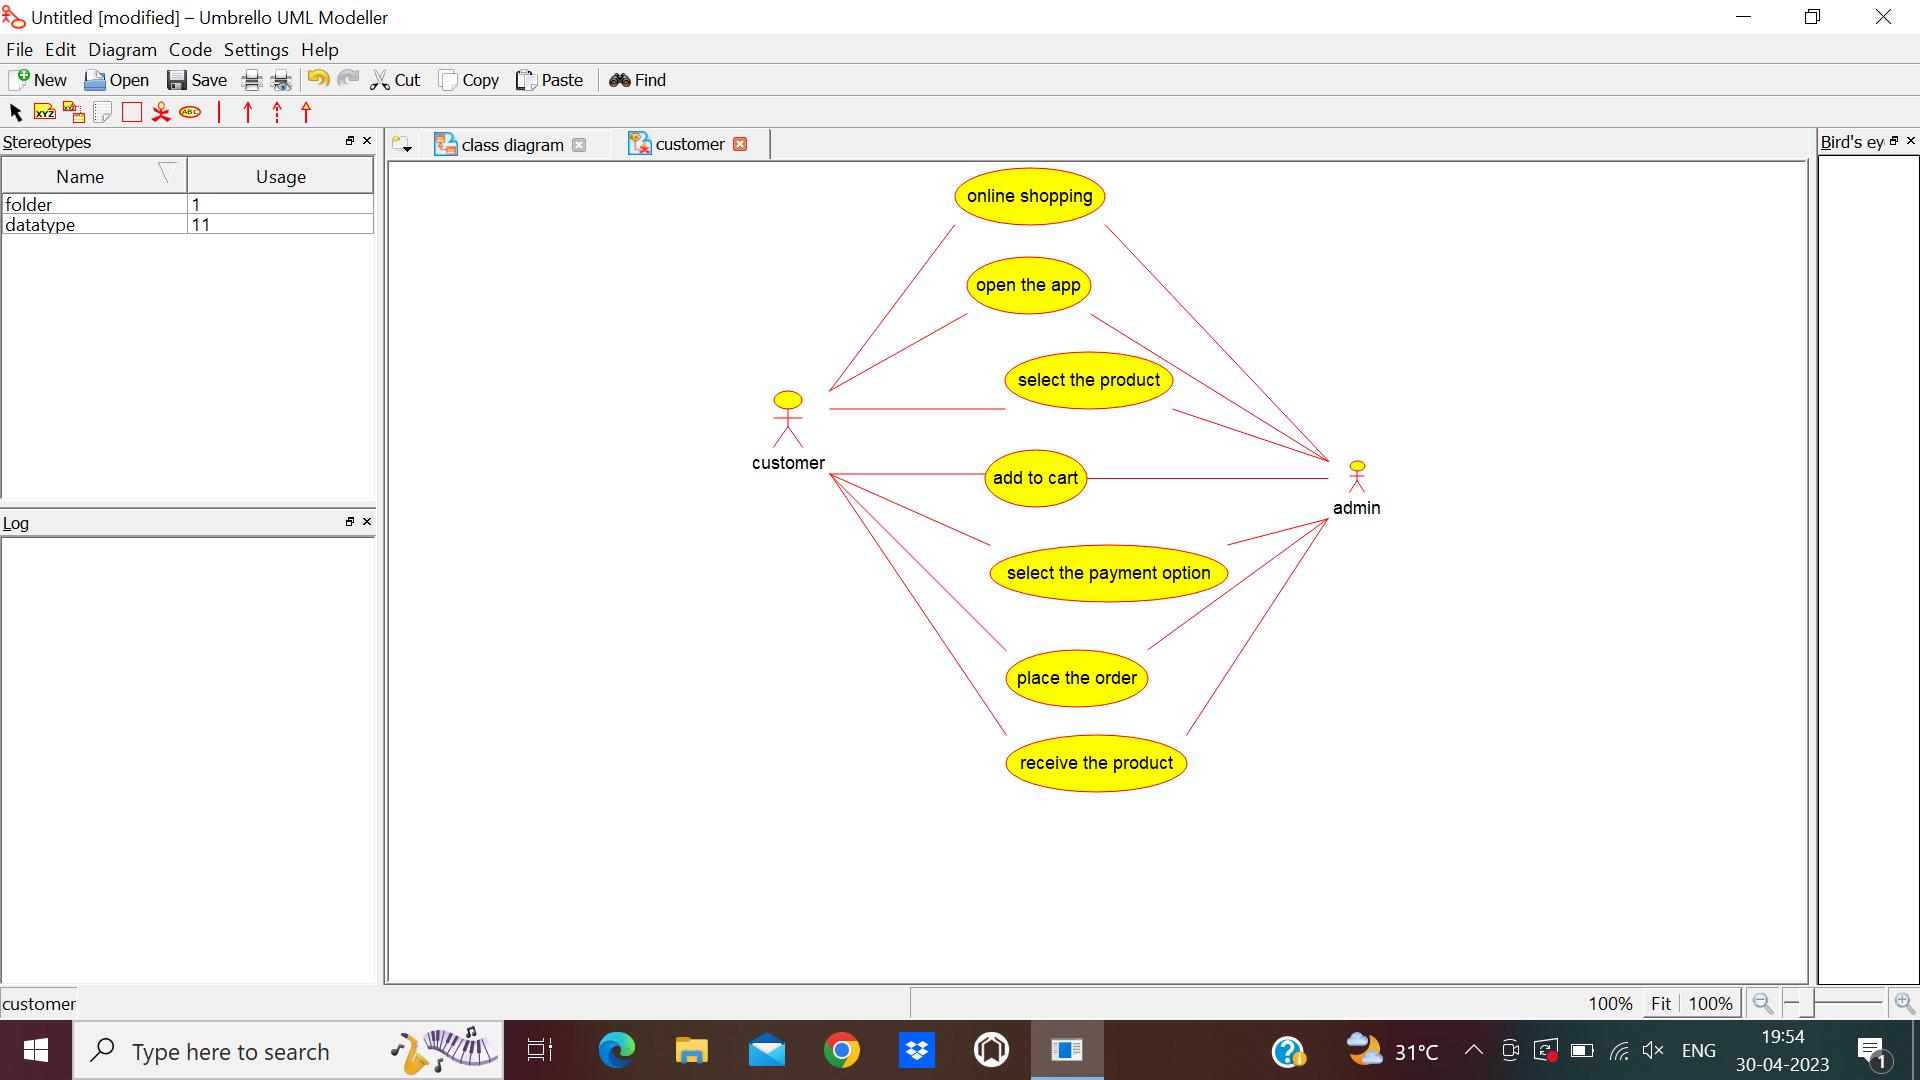 Untitled [modified] – Umbrello UML Modeller
File Edit Diagram Code Settings Help
New Open Save Cut Copy Paste Find
XYZ XYZ ABC
Stereotypes
Name Usage
folder 1
datatype 11
Log
class diagram customer
Bird's ey
online shopping
open the app
select the product
customer
add to cart
admin
select the payment option
place the order
receive the product
customer
100% Fit 100%
Type here to search
31°C
ENG
19:54
30-04-2023
1